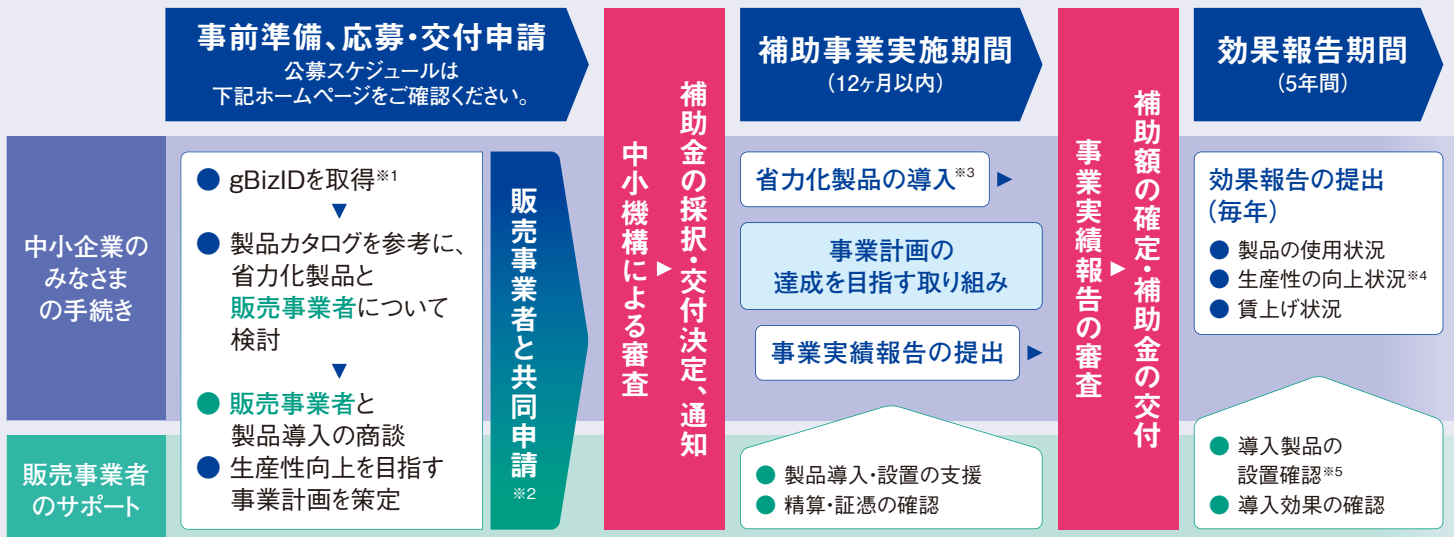 事前準備、応募・交付申請
公募スケジュールは
下記ホームページをご確認ください。
中小企業の
みなさま
の手続き
● gBizIDを取得※1
▼
● 製品カタログを参考に、
省力化製品と
販売事業者について
検討
▼
● 販売事業者と
製品導入の商談
● 生産性向上を目指す
事業計画を策定
販売事業者と共同申請※2
中小機構による審査
▶
補助金の採択・交付決定、通知
補助事業実施期間
(12ヶ月以内)
省力化製品の導入※3 ▶
事業計画の
達成を目指す取り組み
事業実績報告の提出 ▶
事業実績報告の審査
▶
補助額の確定・補助金の交付
効果報告期間
(5年間)
効果報告の提出
(毎年)
● 製品の使用状況
● 生産性の向上状況※4
● 賃上げ状況
販売事業者
のサポート
● 製品導入・設置の支援
● 精算・証憑の確認
● 導入製品の
設置確認※5
● 導入効果の確認